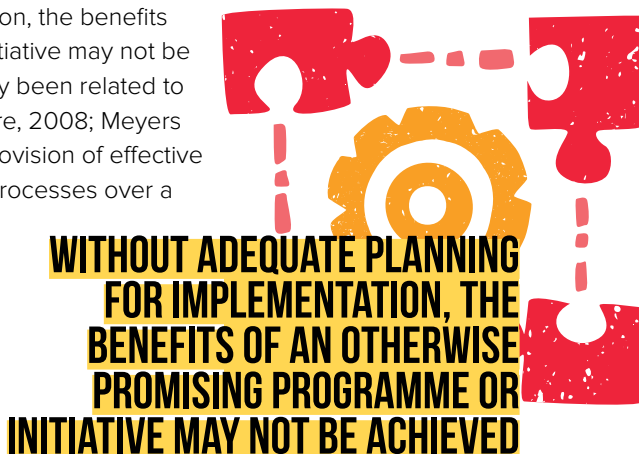 on, the benefits
itiative may not be
y been related to
re, 2008; Meyers
ovision of effective
rocesses over a
WITHOUT ADEQUATE PLANNING
FOR IMPLEMENTATION, THE
BENEFITS OF AN OTHERWISE
PROMISING PROGRAMME OR
INITIATIVE MAY NOT BE ACHIEVED